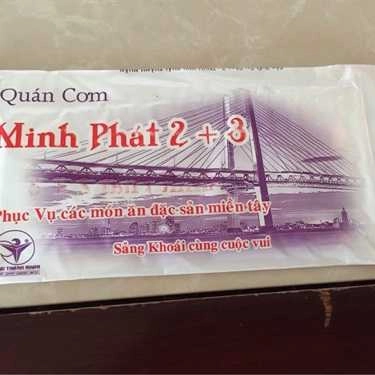 Quán Cơm
Minh Phát 2 + 3
Phục Vụ các món ăn đặc sản miền tây
Sảng Khoái cùng cuộc vui